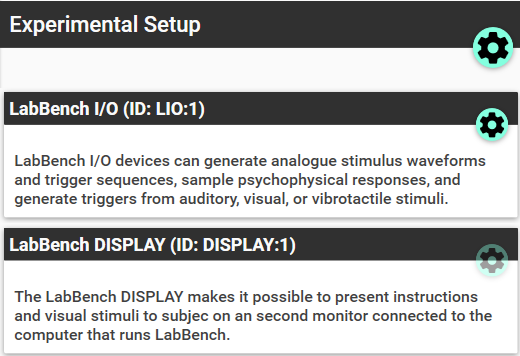 Experimental Setup
LabBench I/O (ID: LIO:1)
LabBench I/O devices can generate analogue stimulus waveforms
and trigger sequences, sample psychophysical responses, and
generate triggers from auditory, visual, or vibrotactile stimuli.
LabBench DISPLAY (ID: DISPLAY:1)
The LabBench DISPLAY makes it possible to present instructions
and visual stimuli to subjec on an second monitor connected to the
computer that runs LabBench.